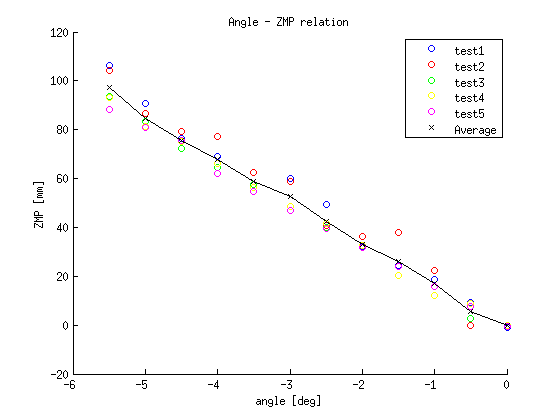 Angle - ZMP relation
120
100
80
60
40
20
0
-20
ZMP [mm]
-6
-5
-4
-3
-2
-1
0
angle [deg]
test1
test2
test3
test4
test5
Average